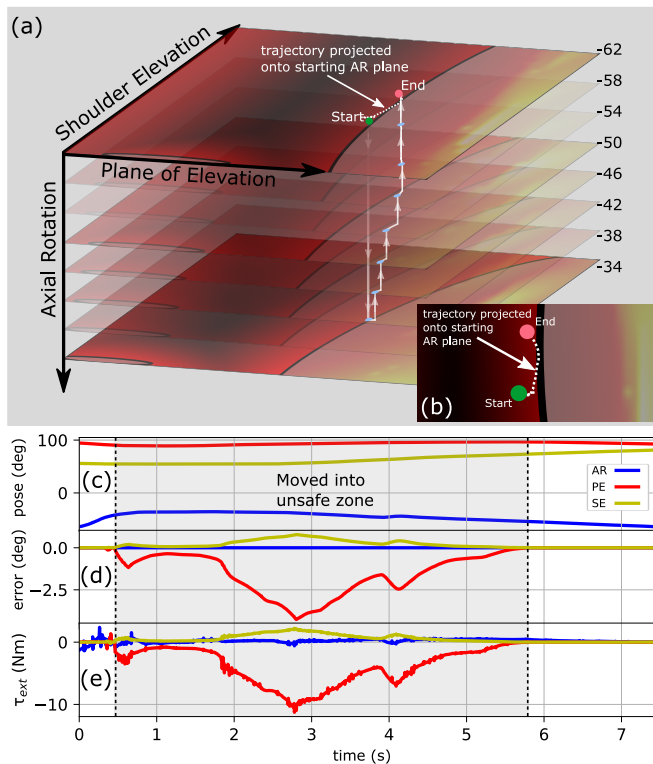 (a)
Shoulder Elevation
trajectory projected
onto starting AR plane
End
Start
Plane of Elevation
Axial Rotation
-62
-58
-54
-50
-46
-42
-38
-34
trajectory projected
onto starting
AR plane
End
Start
(b)
100
0
pose (deg)
(c)
Moved into
unsafe zone
AR
PE
SE
0.0
−2.5
error (deg)
(d)
0
−10
τext (Nm)
(e)
0 1 2 3 4 5 6 7
time (s)